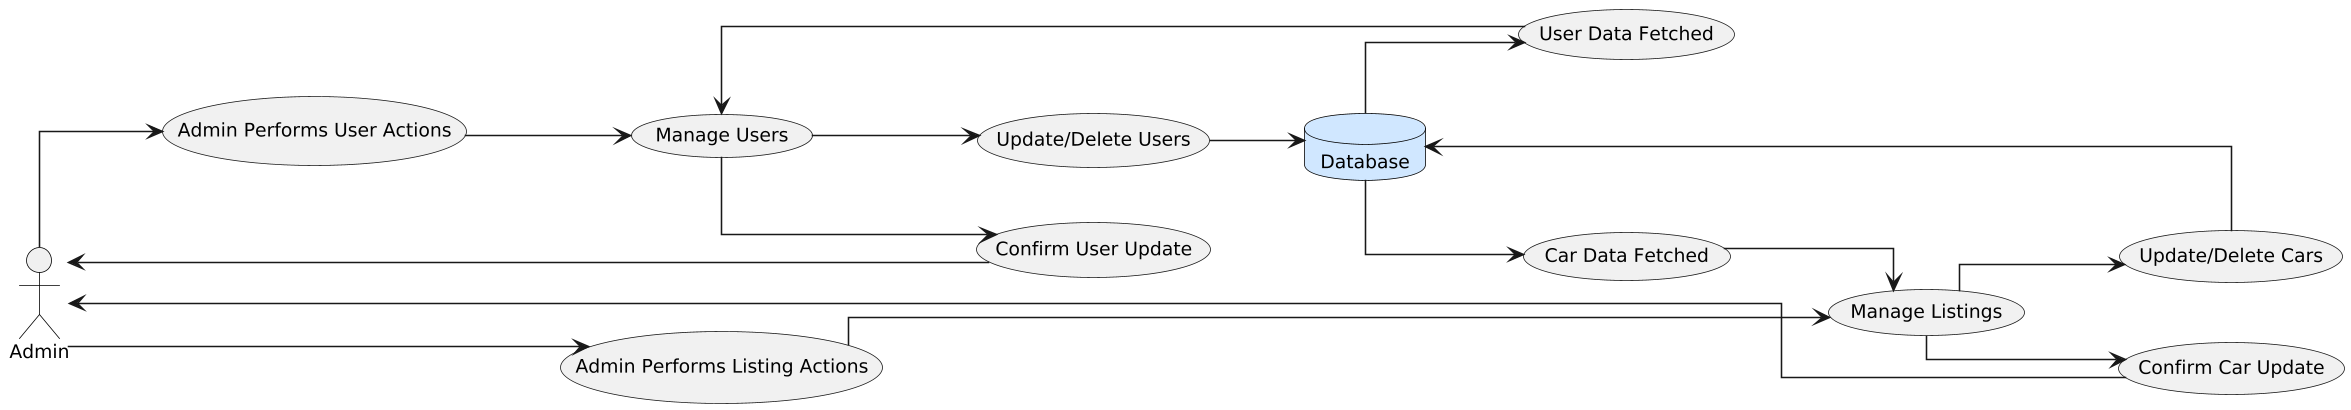 User Data Fetched
Admin Performs User Actions
Manage Users
Update/Delete Users
Database
Confirm User Update
Car Data Fetched
Update/Delete Cars
Manage Listings
Admin
Admin Performs Listing Actions
Confirm Car Update